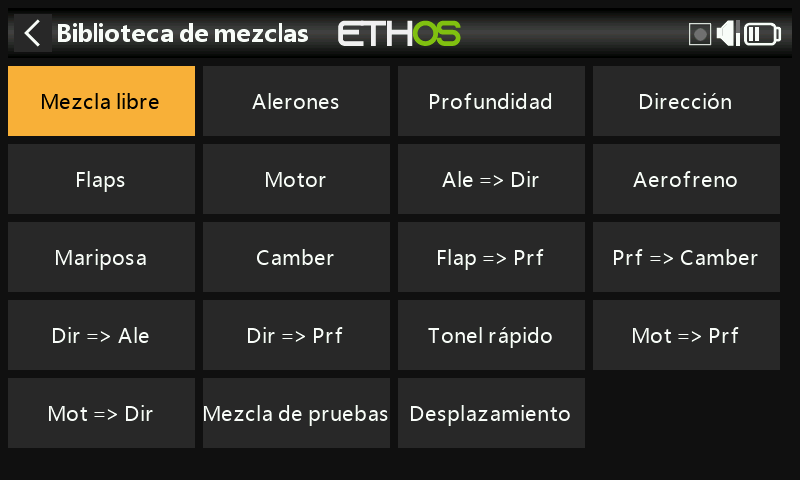 Biblioteca de mezclas ETHOS
Mezcla libre Alerones Profundidad Dirección
Flaps Motor Ale => Dir Aerofreno
Mariposa Camber Flap => Prf Prf => Camber
Dir => Ale Dir => Prf Tonel rápido Mot => Prf
Mot => Dir Mezcla de pruebas Desplazamiento